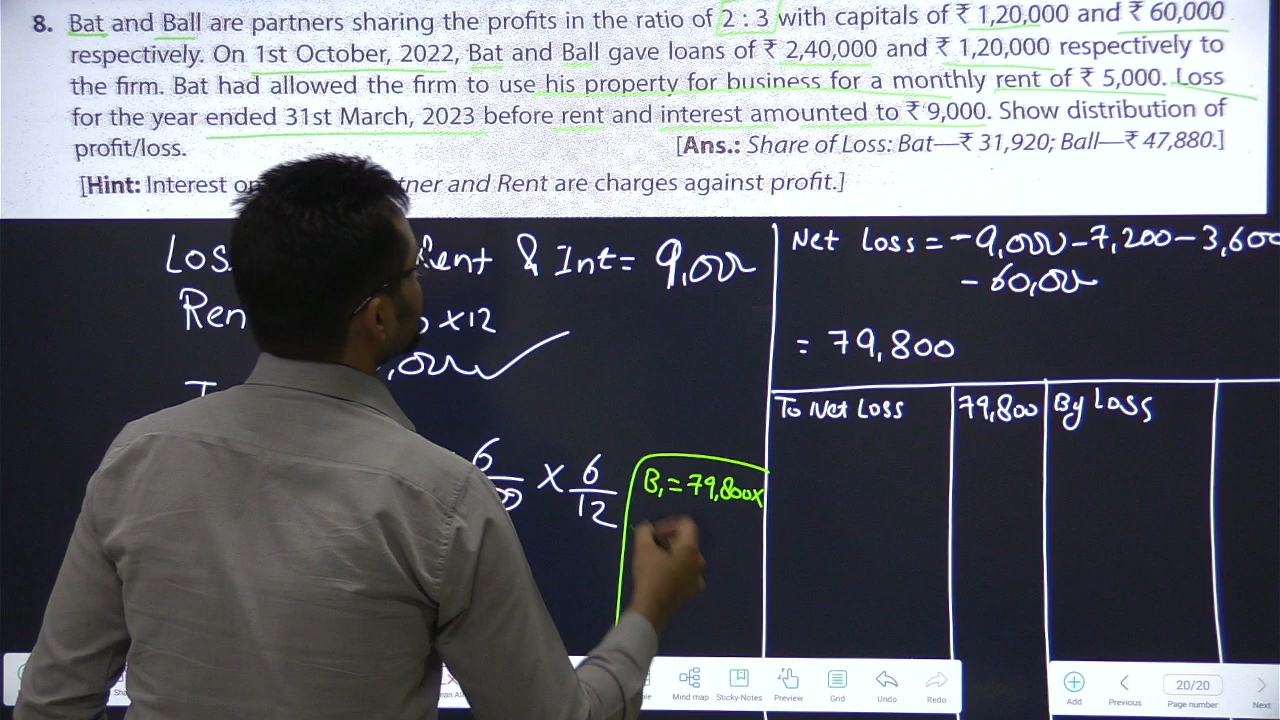 8. Bat and Ball are partners sharing the profits in the ratio of 2 : 3 with capitals of ₹ 1,20,000 and ₹ 60,000
respectively. On 1st October, 2022, Bat and Ball gave loans of ₹ 2,40,000 and ₹ 1,20,000 respectively to
the firm. Bat had allowed the firm to use his property for business for a monthly rent of ₹ 5,000. Loss
for the year ended 31st March, 2023 before rent and interest amounted to ₹ 9,000. Show distribution of
profit/loss. [Ans.: Share of Loss: Bat—₹ 31,920; Ball—₹ 47,880.]
[Hint: Interest and Rent are charges against profit.]
& Int = 9,000
× 12
6 × 6
12
B₁ = 79,800×
Net Loss = -9,000 - 7,200 - 3,600
- 60,000
= 79,800
To Net Loss 79,800 By Loss
Mind map Sticky-Notes Preview Grid Undo Redo
Add Previous 20/20 Page number Next